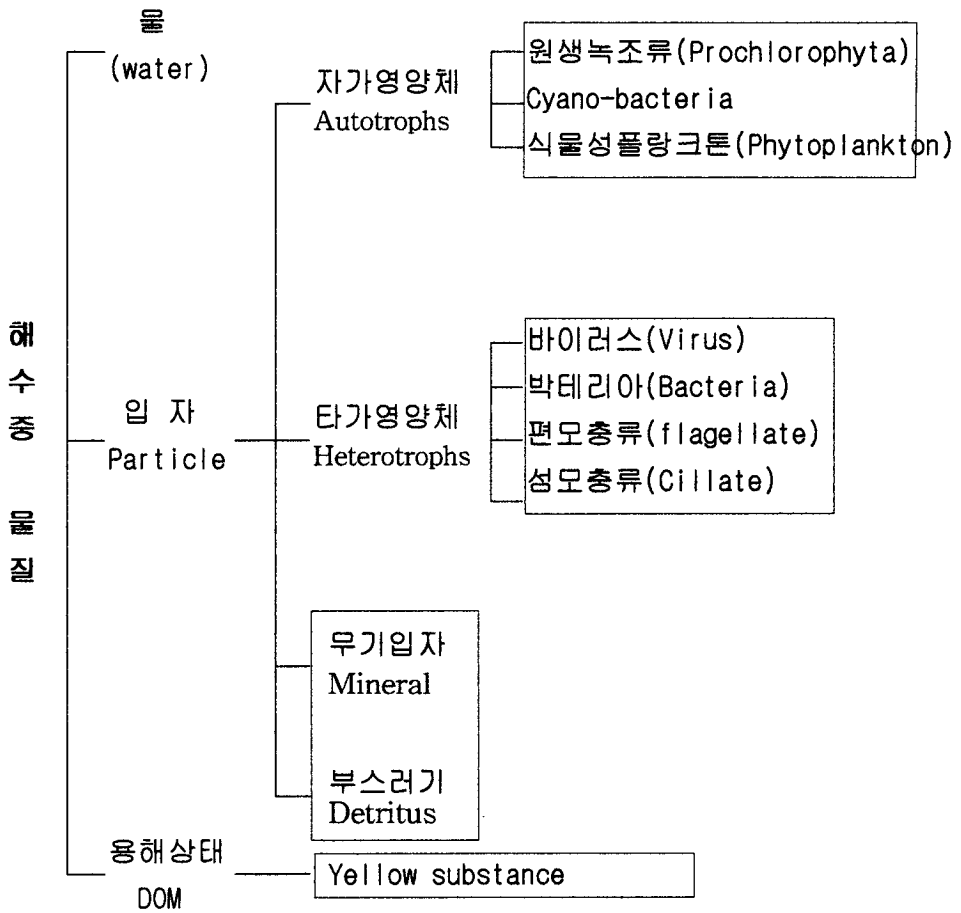 해수중 물질
물
(water)
입 자
Particle
자가영양체
Autotrophs
원생녹조류(Prochlorophyta)
Cyano-bacteria
식물성플랑크톤(Phytoplankton)
타가영양체
Heterotrophs
바이러스(Virus)
박테리아(Bacteria)
편모충류(flagellate)
섬모충류(Cillate)
무기입자
Mineral
부스러기
Detritus
용해상태
DOM
Yellow substance